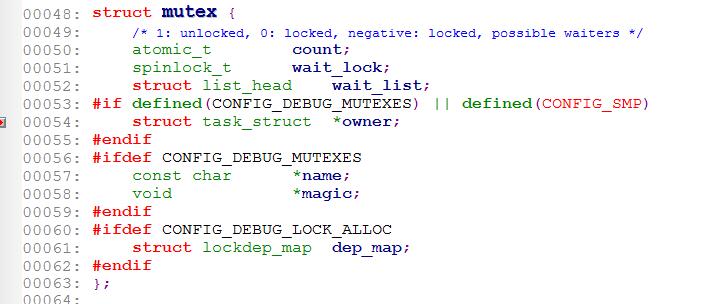 00048: struct mutex {
00049:     /* 1: unlocked, 0: locked, negative: locked, possible waiters */
00050:     atomic_t        count;
00051:     spinlock_t      wait_lock;
00052:     struct list_head    wait_list;
00053: #if defined(CONFIG_DEBUG_MUTEXES) || defined(CONFIG_SMP)
00054:     struct task_struct  *owner;
00055: #endif
00056: #ifdef CONFIG_DEBUG_MUTEXES
00057:     const char      *name;
00058:     void            *magic;
00059: #endif
00060: #ifdef CONFIG_DEBUG_LOCK_ALLOC
00061:     struct lockdep_map  dep_map;
00062: #endif
00063: };
00064: